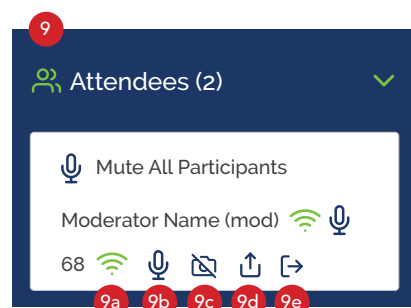 9
Attendees (2)
Mute All Participants
Moderator Name (mod)
68
9a 9b 9c 9d 9e